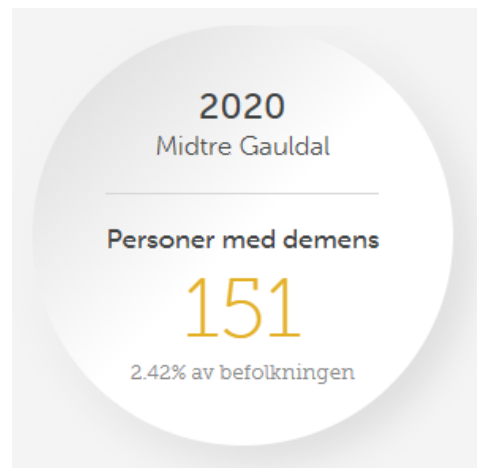 2020
Midtre Gauldal
Personer med demens
151
2.42% av befolkningen